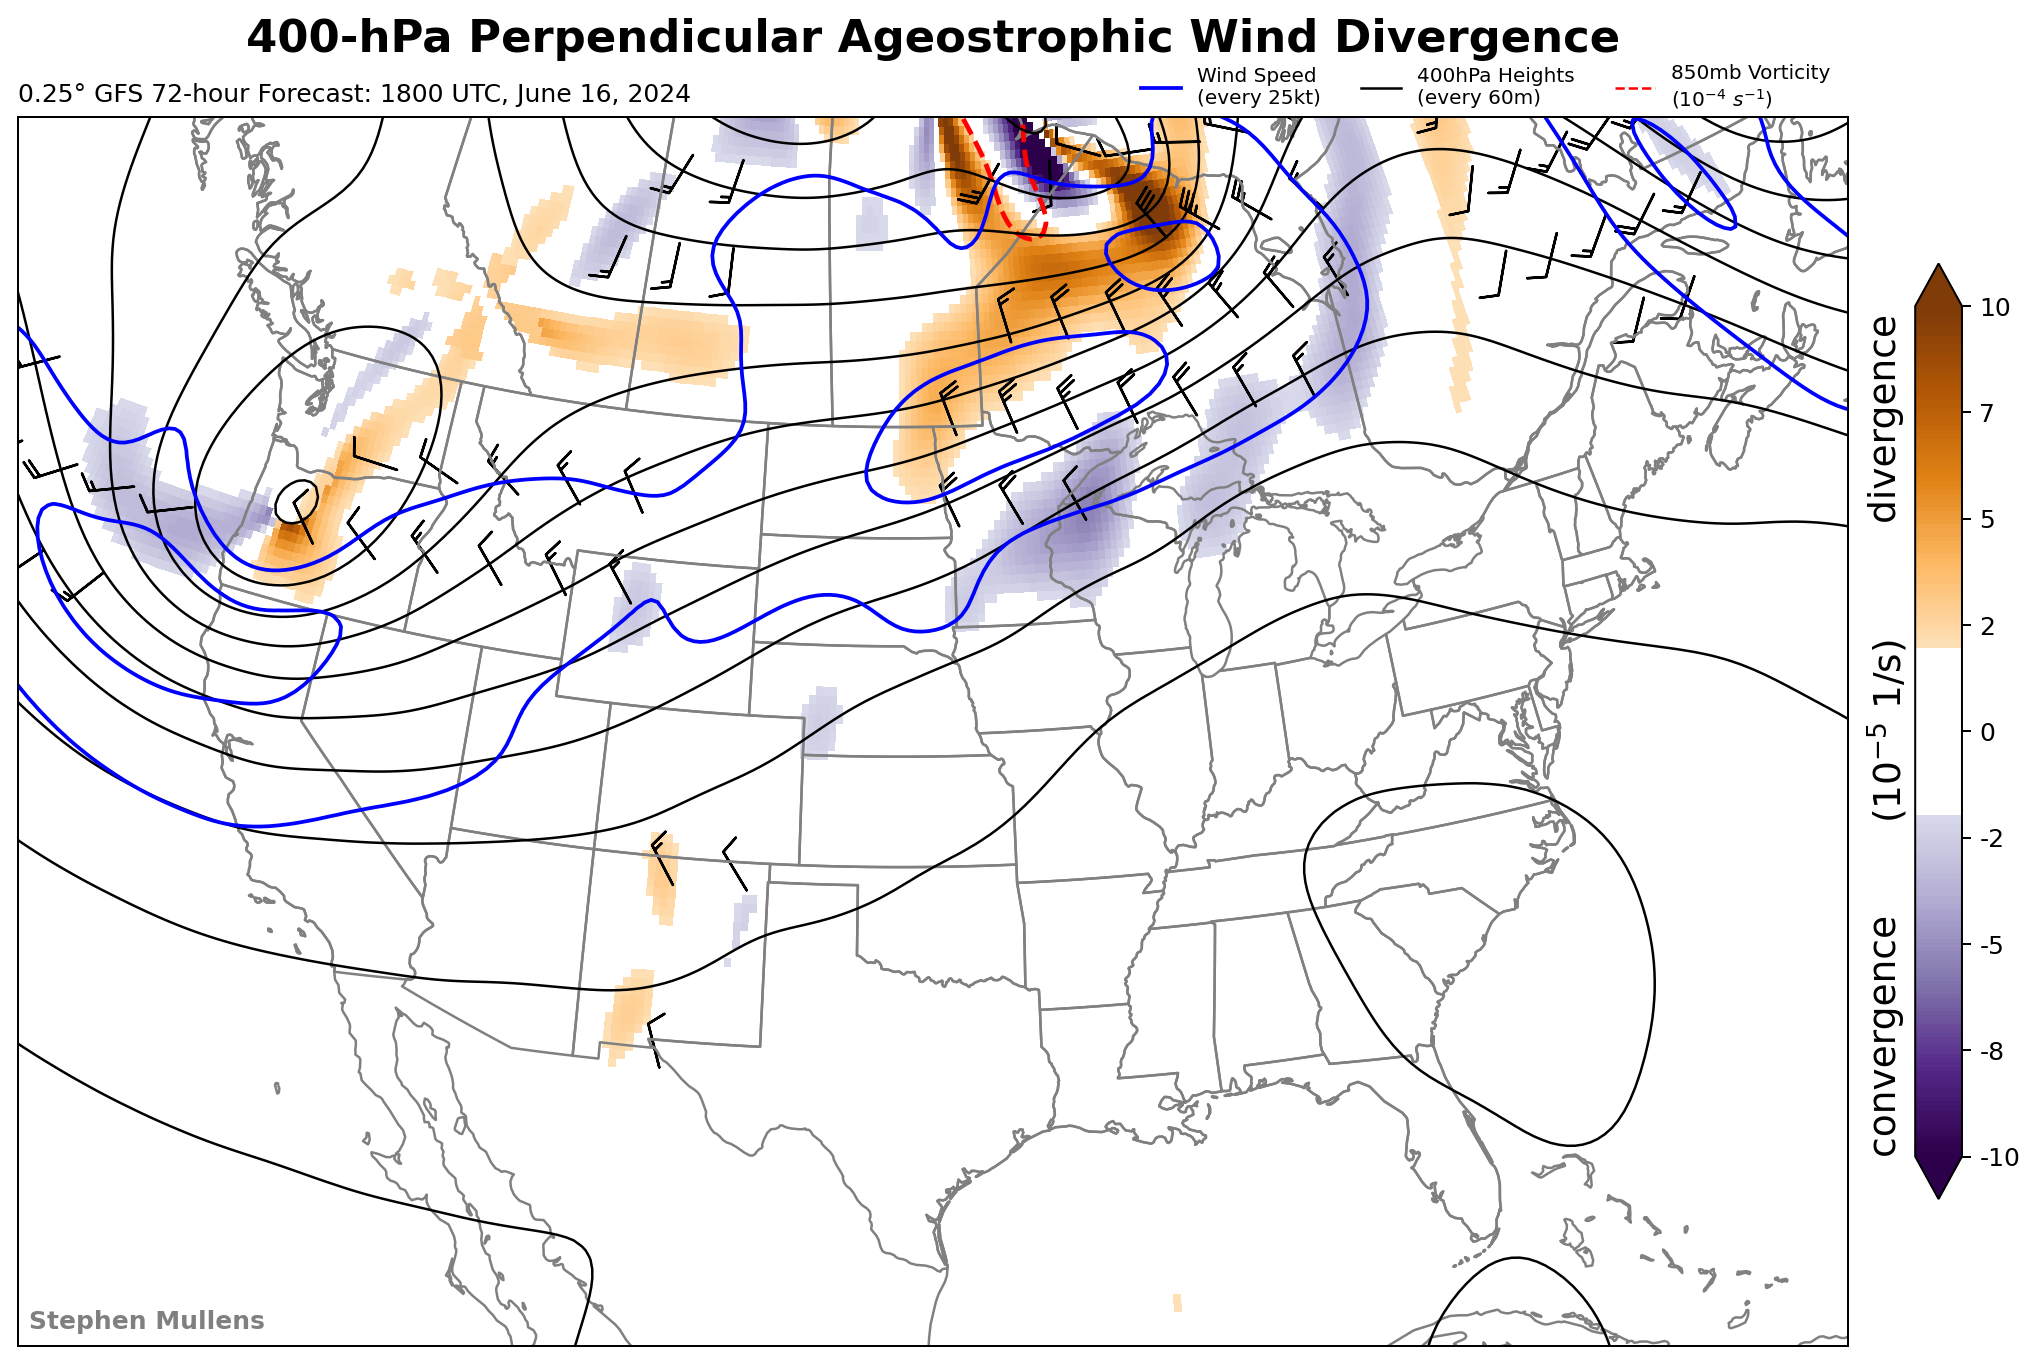 400-hPa Perpendicular Ageostrophic Wind Divergence
0.25° GFS 72-hour Forecast: 1800 UTC, June 16, 2024
Wind Speed
(every 25kt)
400hPa Heights
(every 60m)
850mb Vorticity
(10⁻⁴ s⁻¹)
10
7
5
2
0
-2
-5
-8
-10
convergence (10⁻⁵ 1/s) divergence
Stephen Mullens